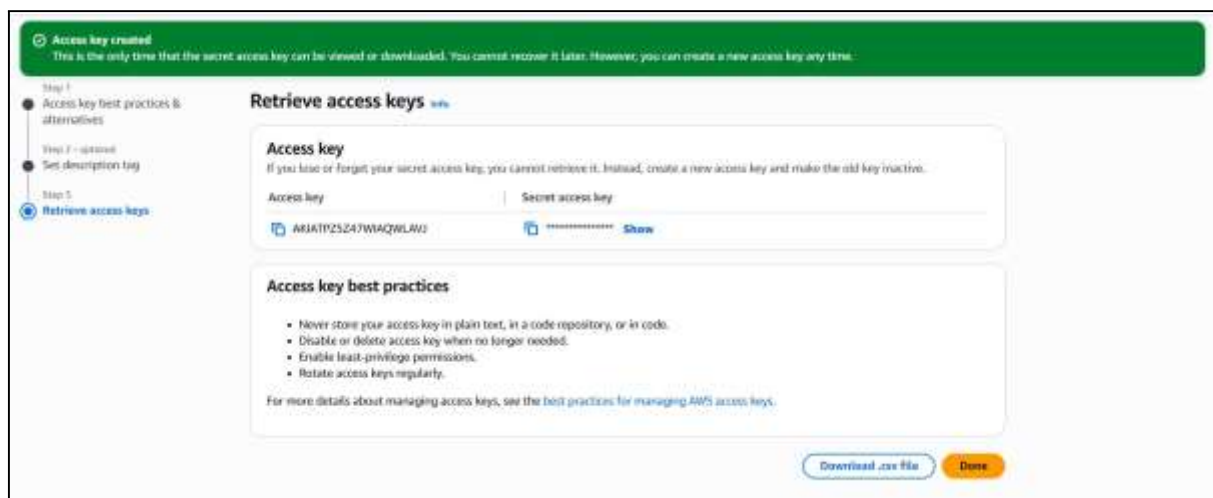 Access key created
This is the only time that the secret access key can be viewed or downloaded. You cannot recover it later. However, you can create a new access key any time.
Step 1
Access key best practices & alternatives
Step 2 - optional
Set description tag
Step 3
Retrieve access keys
Retrieve access keys Info
Access key
If you lose or forget your secret access key, you cannot retrieve it. Instead, create a new access key and make the old key inactive.
Access key
Secret access key
*************** Show
Access key best practices
• Never store your access key in plain text, in a code repository, or in code.
• Disable or delete access key when no longer needed.
• Enable least-privilege permissions.
• Rotate access keys regularly.
For more details about managing access keys, see the best practices for managing AWS access keys.
Download .csv file
Done